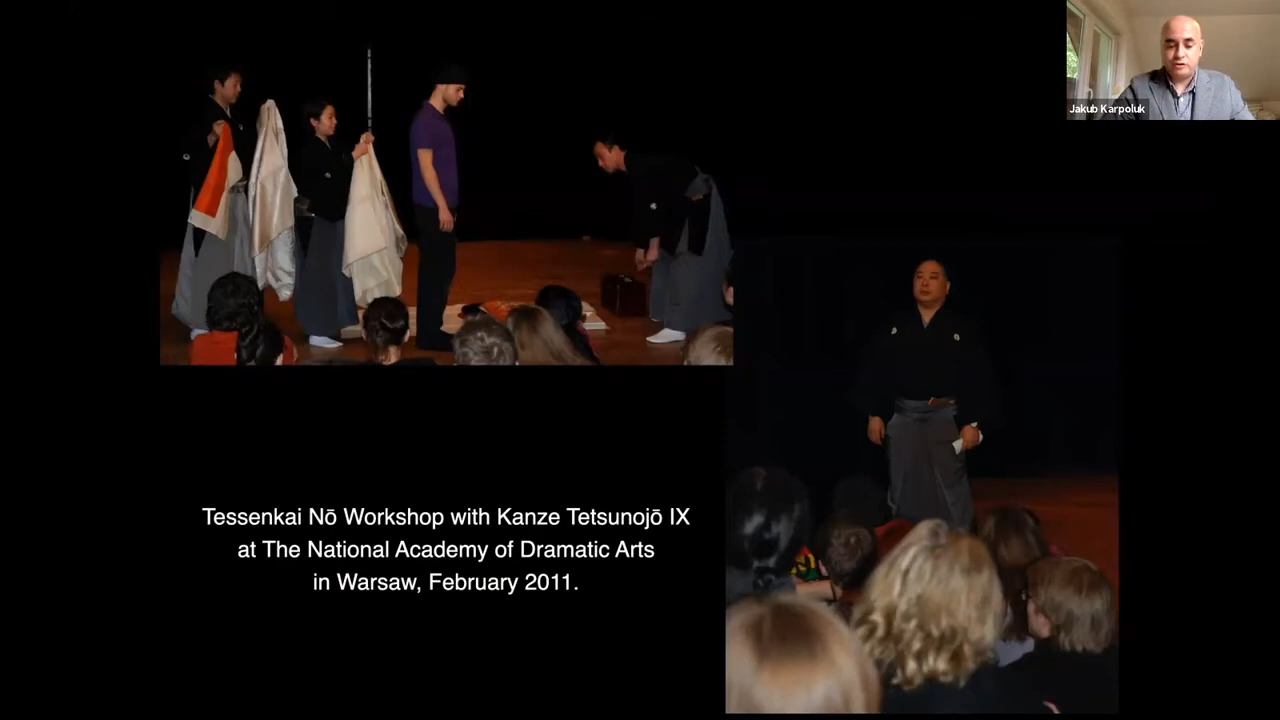 Jakub Karpoluk
Tessenkai Nō Workshop with Kanze Tetsunojō IX
at The National Academy of Dramatic Arts
in Warsaw, February 2011.